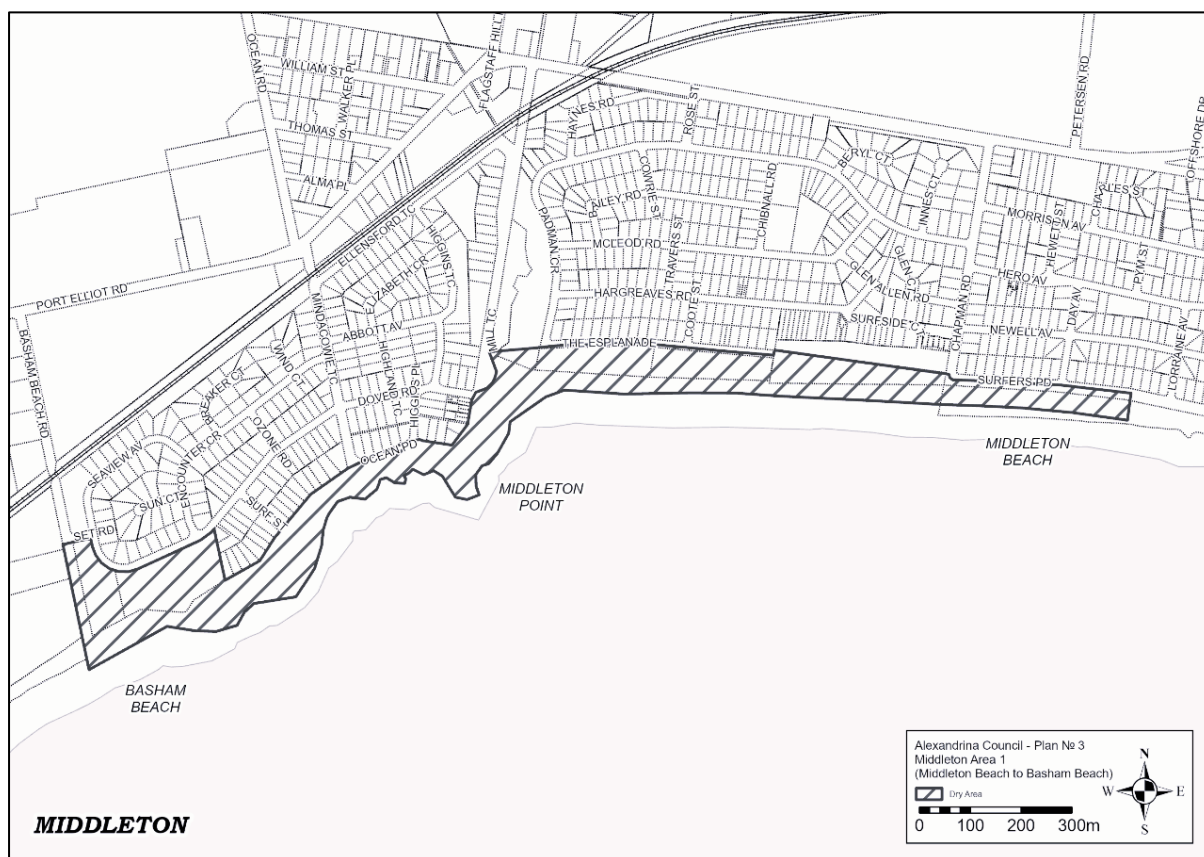 OCEAN RD
WILLIAM ST
WALKER PL
FLAGSTAFF HILL
THOMAS ST
ALMA PL
HAYNES RD
ROSE ST
PETERSEN RD
OFFSHORE DR
BERYL CT
INNES CT
CHARLES ST
MORRISON AV
HEWETT ST
PYM ST
BAILEY RD
COWRIE ST
CHIBNALL RD
PADMAN CR
MCLEOD RD
TRAVERS ST
ELLENSFORD TC
HIGGINS TC
ELIZABETH CR
GLEN CT
GLEN ALLEN RD
HERO AV
PORT ELLIOT RD
MINDACOWIE TC
HARGREAVES RD
COOTE ST
SURFSIDE CT
CHAPMAN RD
NEWELL AV
DAY AV
LORRAINE AV
BASHAM BEACH RD
ABBOTT AV
MILL TC
THE ESPLANADE
WIND CT
HIGHLAND TC
HIGGINS PL
BREAKER CT
DOVER RD
SURFERS PD
SEAVIEW AV
ENCOUNTER CR
OZONE RD
OCEAN PD
MIDDLETON
BEACH
SUN CT
SURF ST
MIDDLETON
POINT
SET RD
BASHAM
BEACH
MIDDLETON
Alexandrina Council - Plan № 3
Middleton Area 1
(Middleton Beach to Basham Beach)
Dry Area
0 100 200 300m
N
W E
S